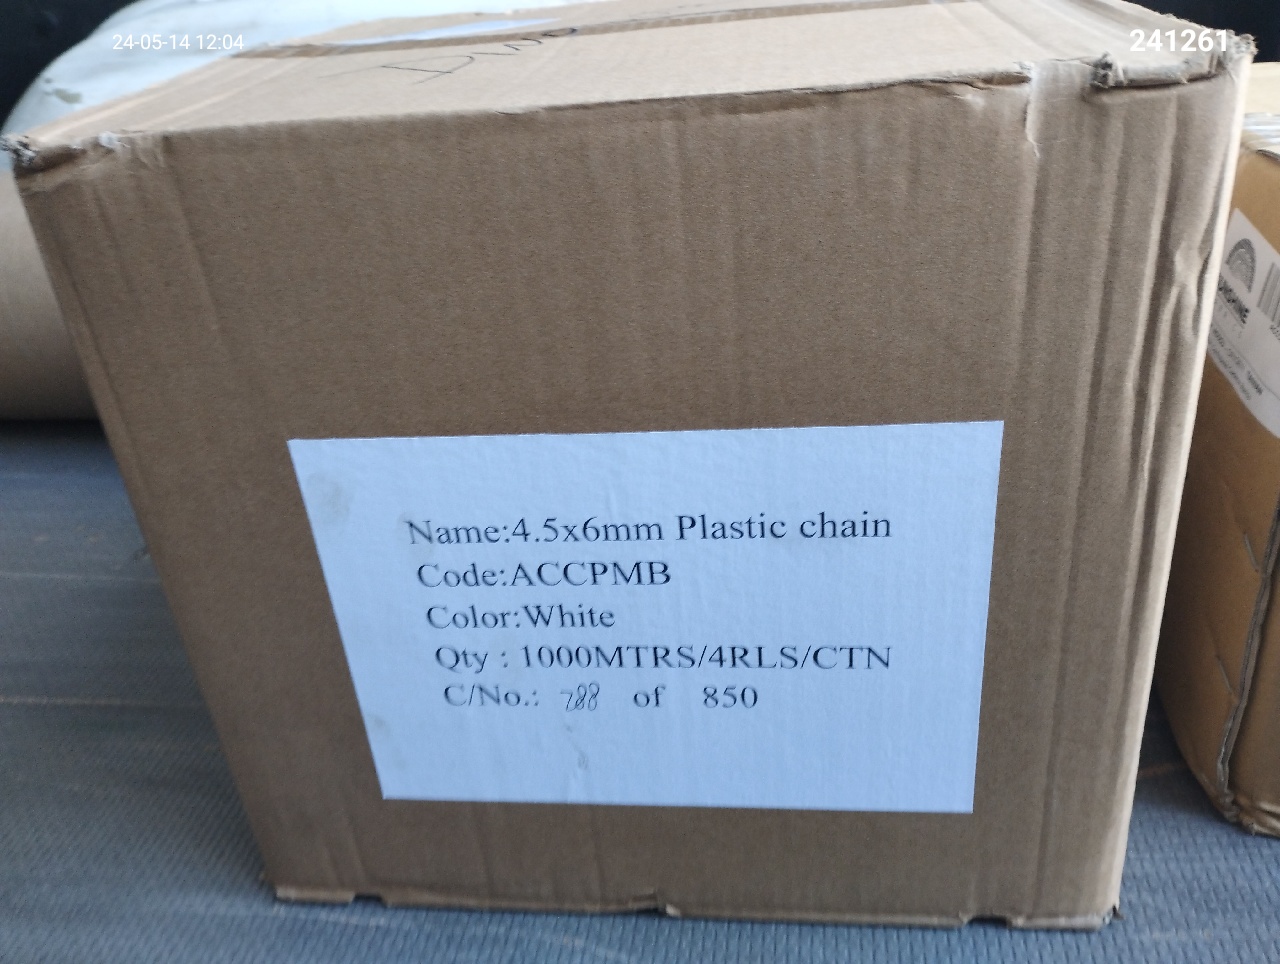 24-05-14 12:04
241261
Name:4.5x6mm Plastic chain
Code:ACCPMB
Color:White
Qty : 1000MTRS/4RLS/CTN
C/No.: 788 of 850